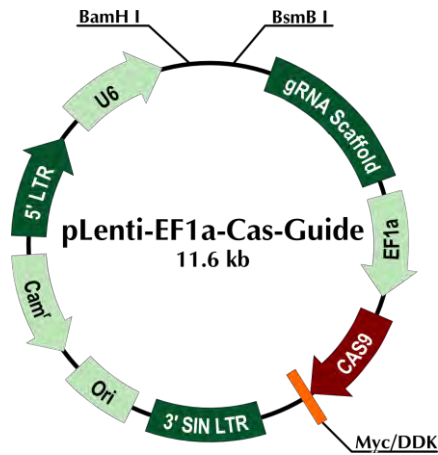 BamH I
BsmB I
U6
gRNA Scaffold
5' LTR
pLenti-EF1a-Cas-Guide
11.6 kb
EF1a
Camʳ
CAS9
Ori
3' SIN LTR
Myc/DDK